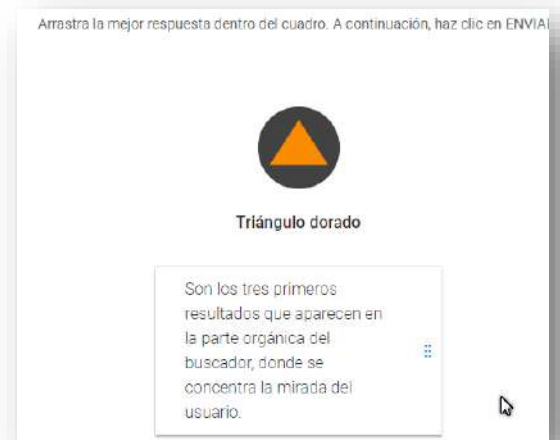 Arrastra la mejor respuesta dentro del cuadro. A continuación, haz clic en ENVIA
Triángulo dorado
Son los tres primeros
resultados que aparecen en
la parte orgánica del
buscador, donde se
concentra la mirada del
usuario.